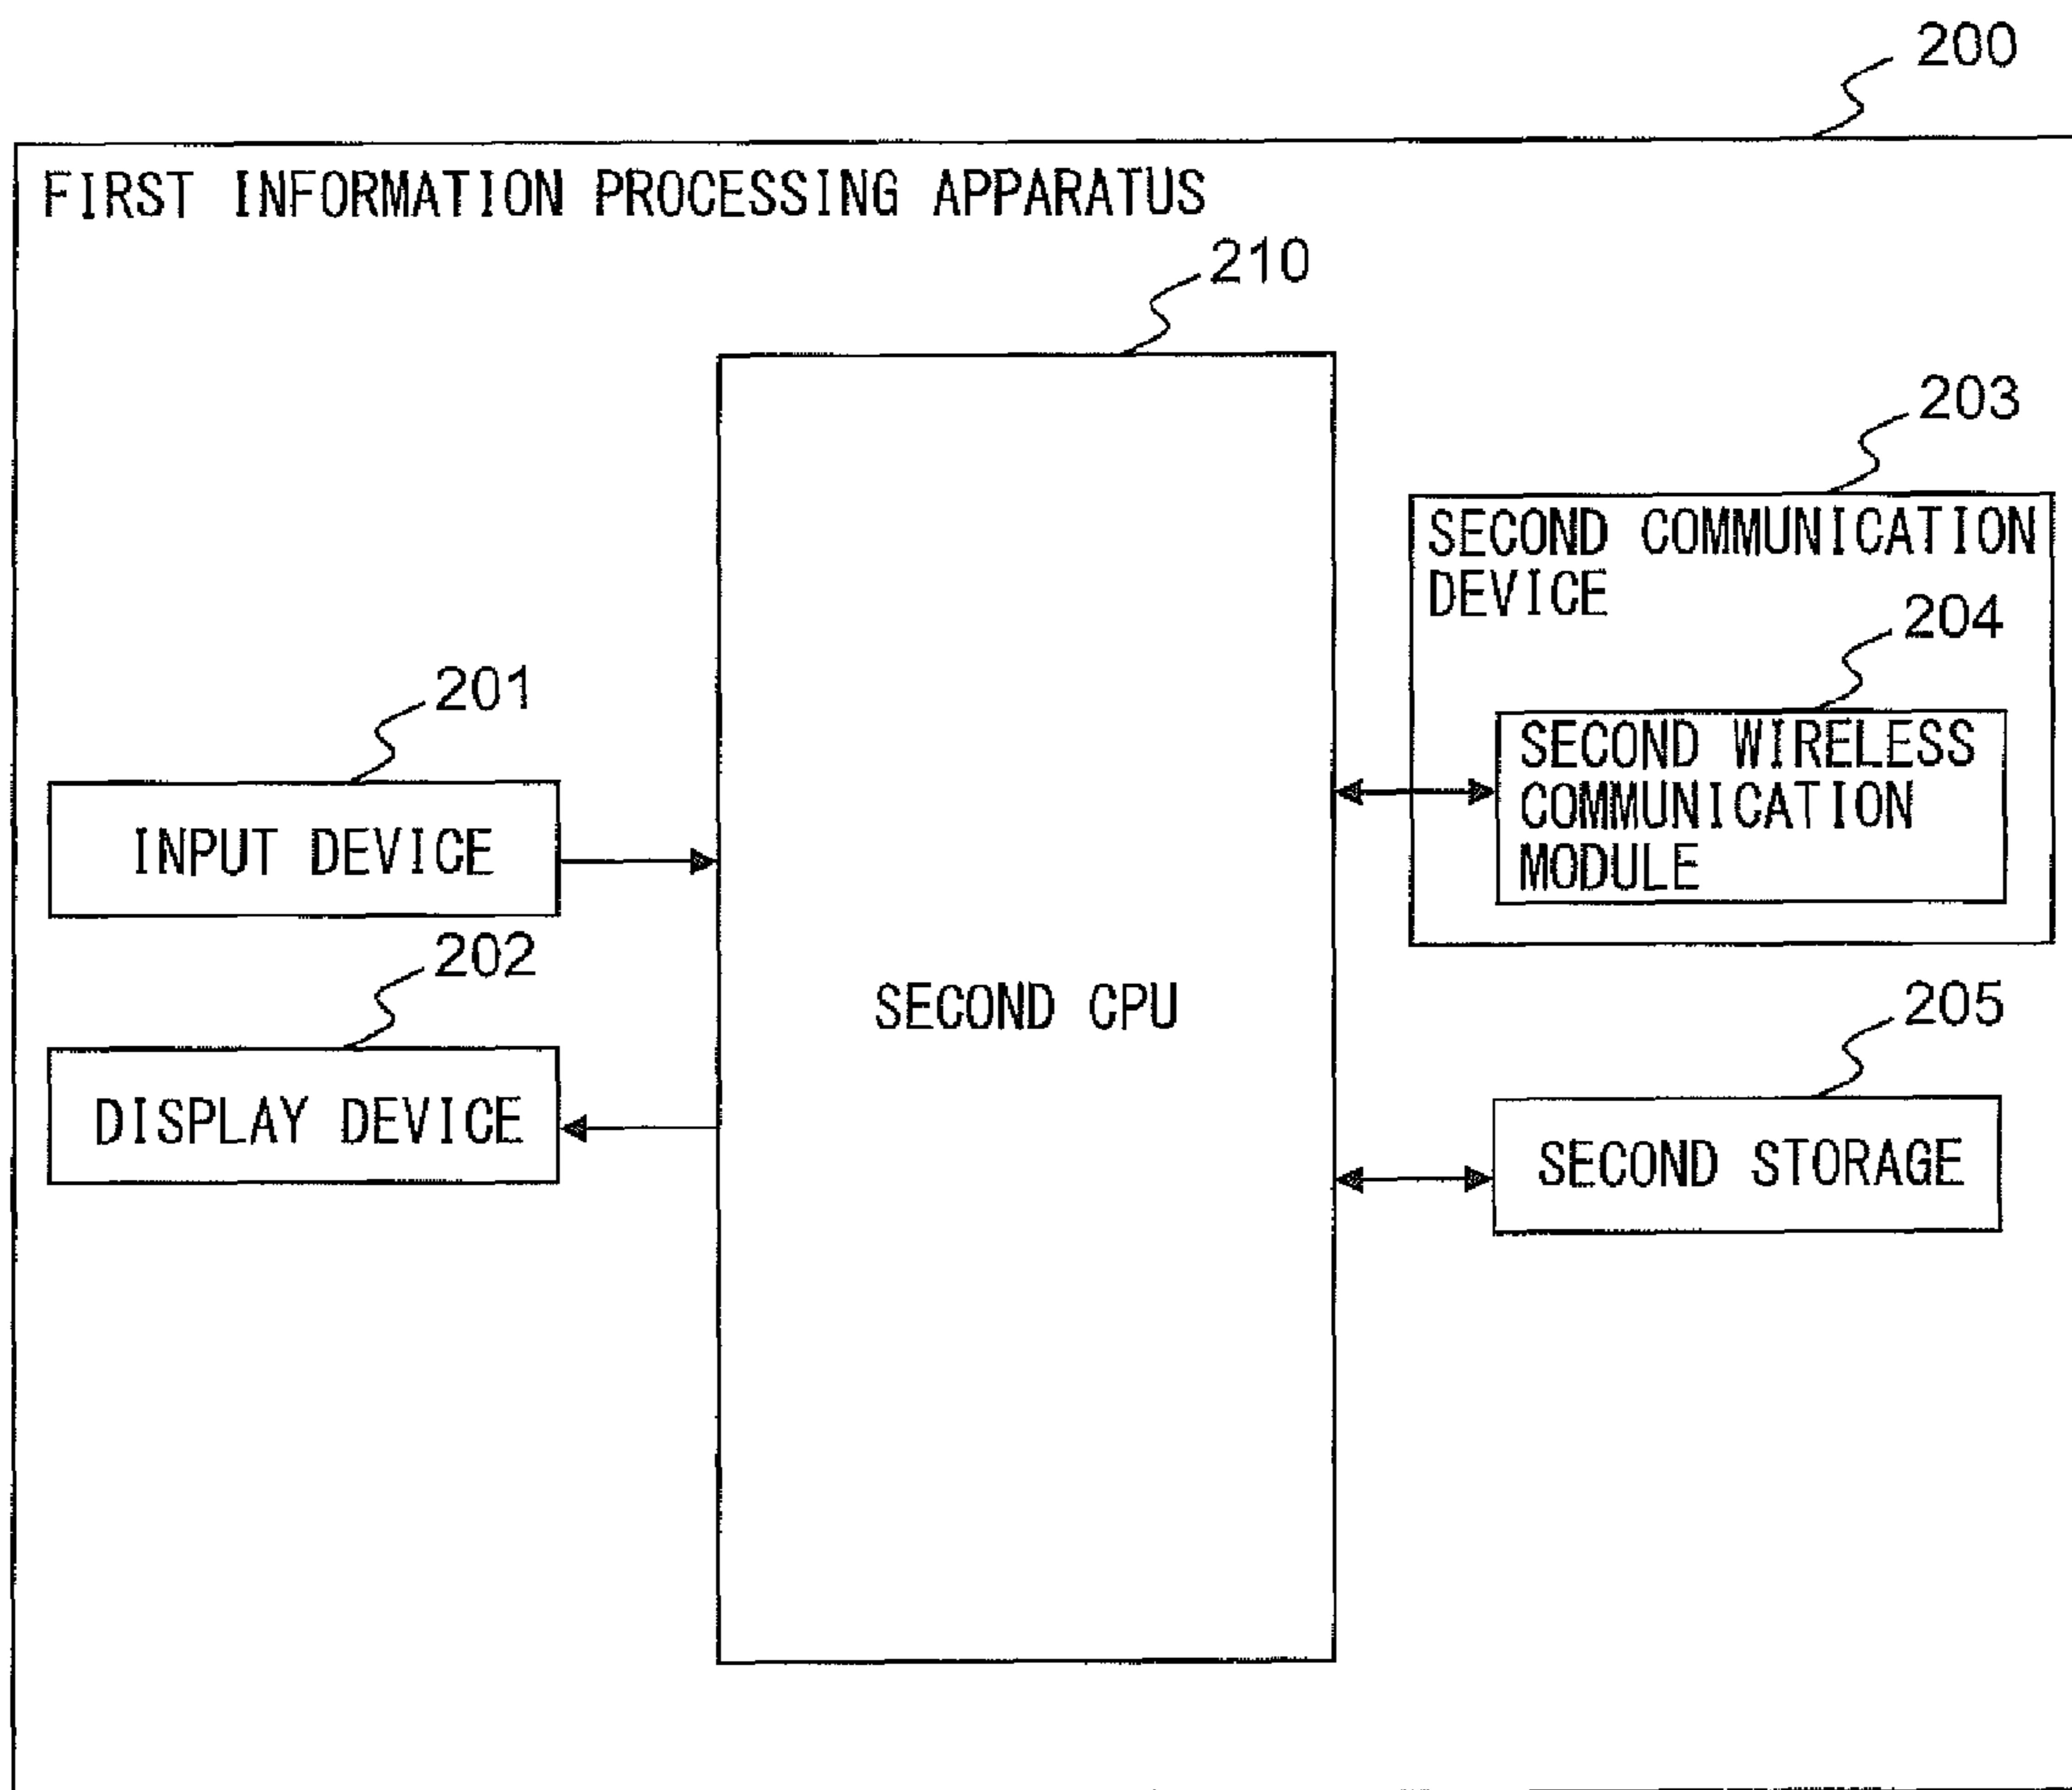 200
FIRST INFORMATION PROCESSING APPARATUS
210
203
SECOND COMMUNICATION
DEVICE
204
SECOND WIRELESS
COMMUNICATION
MODULE
201
INPUT DEVICE
202
DISPLAY DEVICE
SECOND CPU
205
SECOND STORAGE